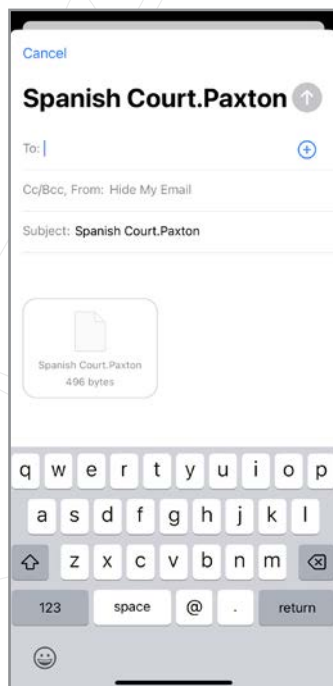 Cancel
Spanish Court.Paxton
To:
Cc/Bcc, From: Hide My Email
Subject: Spanish Court.Paxton
Spanish Court.Paxton
496 bytes
q w e r t y u i o p
a s d f g h j k l
z x c v b n m
123 space @ . return